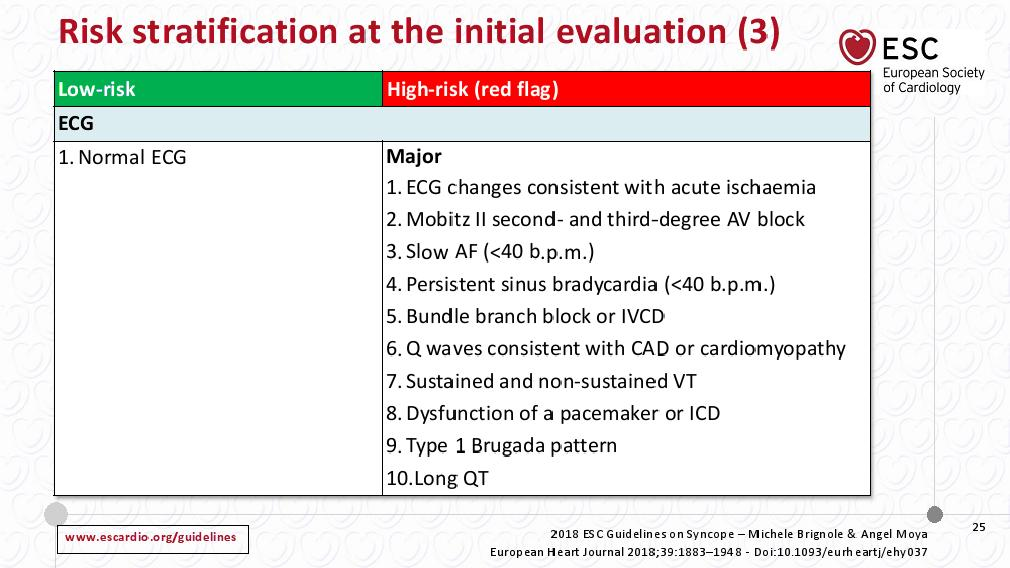 Risk stratification at the initial evaluation (3)
ESC
European Society
of Cardiology
Low-risk
High-risk (red flag)
ECG
1. Normal ECG
Major
1. ECG changes consistent with acute ischaemia
2. Mobitz II second- and third-degree AV block
3. Slow AF (<40 b.p.m.)
4. Persistent sinus bradycardia (<40 b.p.m.)
5. Bundle branch block or IVCD
6. Q waves consistent with CAD or cardiomyopathy
7. Sustained and non-sustained VT
8. Dysfunction of a pacemaker or ICD
9. Type 1 Brugada pattern
10.Long QT
www.escardio.org/guidelines
2018 ESC Guidelines on Syncope – Michele Brignole & Angel Moya
European Heart Journal 2018;39:1883–1948 - Doi:10.1093/eurheartj/ehy037
25